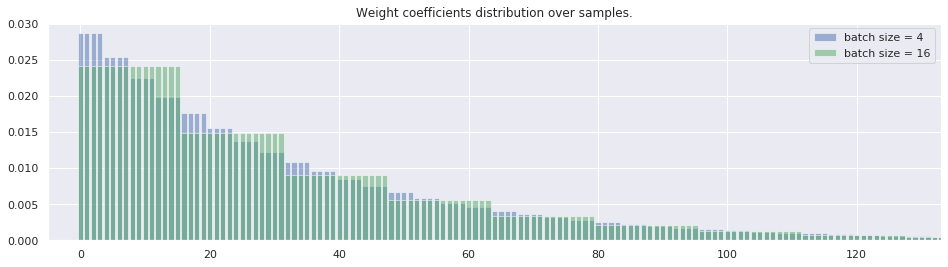 Weight coefficients distribution over samples.
0.030
0.025
0.020
0.015
0.010
0.005
0.000
batch size = 4
batch size = 16
0 20 40 60 80 100 120